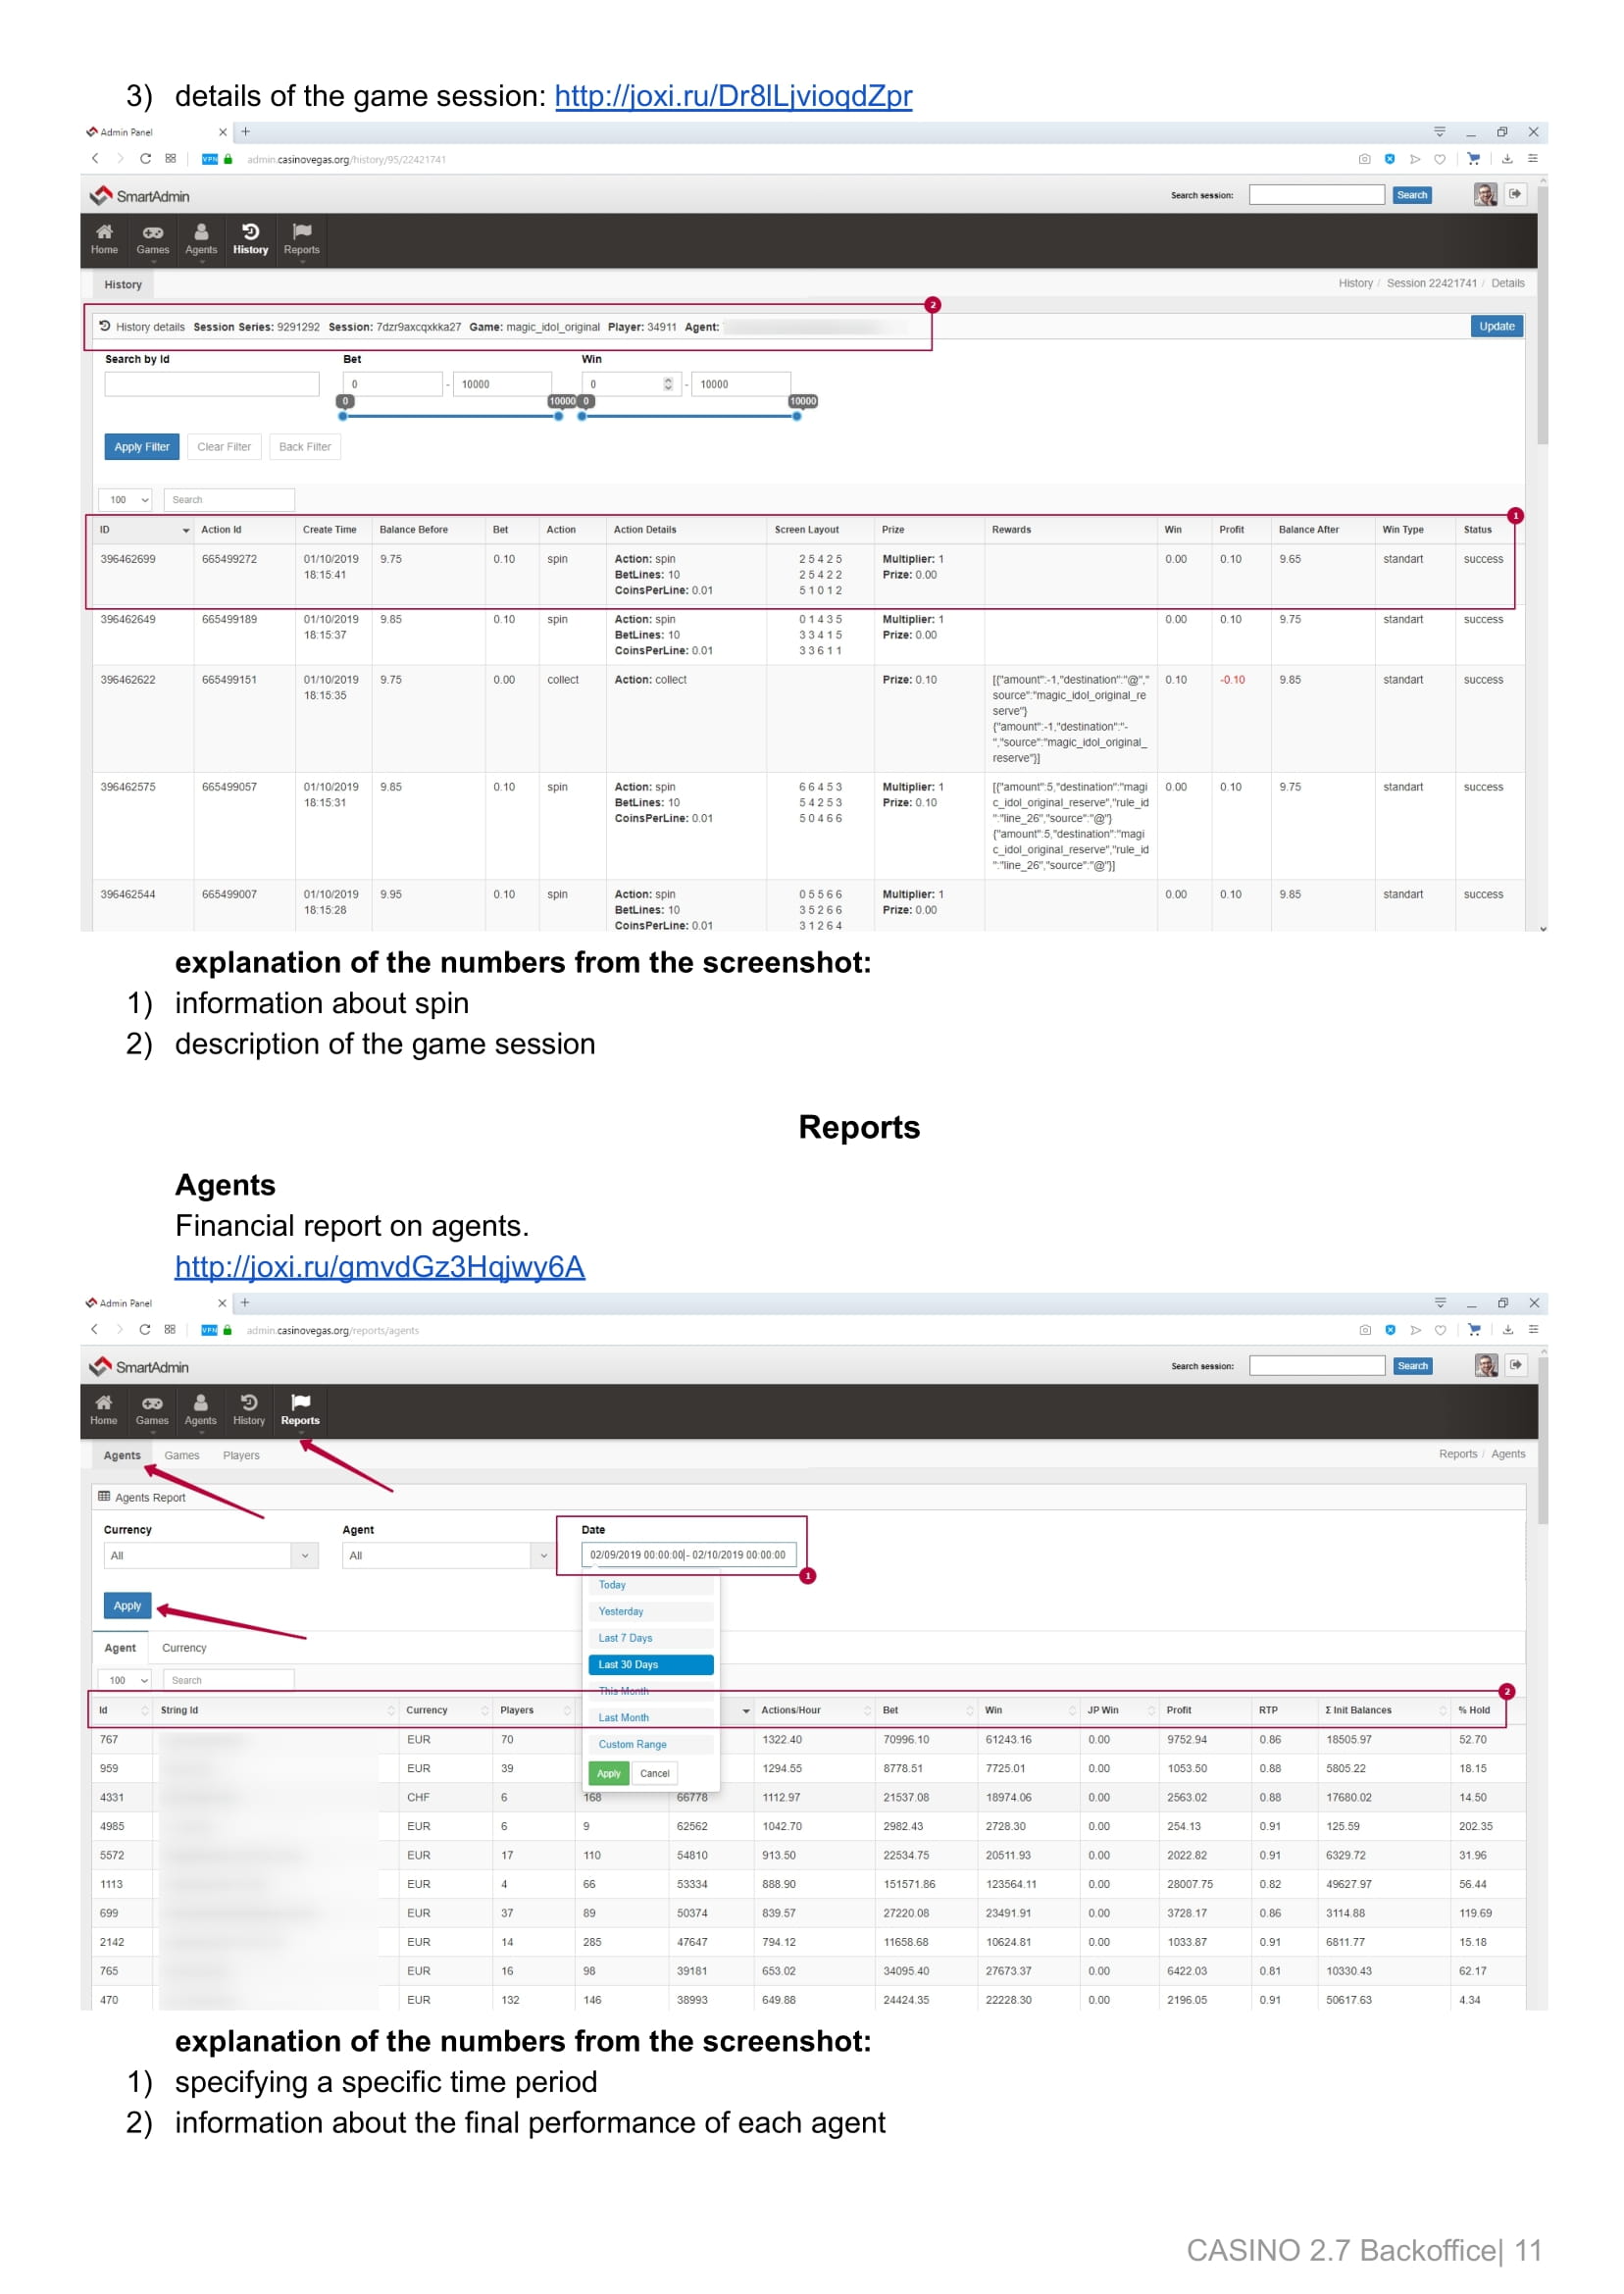 3) details of the game session: http://joxi.ru/Dr8lLjvioqdZpr
Admin Panel
VPN admin.casinovegas.org/history/95/22421741
SmartAdmin Search session: Search
Home Games Agents History Reports
History History / Session 22421741 / Details
2
History details Session Series: 9291292 Session: 7dzr9axcqxkka27 Game: magic_idol_original Player: 34911 Agent: Update
Search by Id Bet Win
0 - 10000 0 - 10000
0 10000 0 10000
Apply Filter Clear Filter Back Filter
100 Search
1
ID Action Id Create Time Balance Before Bet Action Action Details Screen Layout Prize Rewards Win Profit Balance After Win Type Status
396462699 665499272 01/10/2019 9.75 0.10 spin Action: spin 2 5 4 2 5 Multiplier: 1 0.00 0.10 9.65 standart success
18:15:41 BetLines: 10 2 5 4 2 2 Prize: 0.00
CoinsPerLine: 0.01 5 1 0 1 2
396462649 665499189 01/10/2019 9.85 0.10 spin Action: spin 0 1 4 3 5 Multiplier: 1 0.00 0.10 9.75 standart success
18:15:37 BetLines: 10 3 3 4 1 5 Prize: 0.00
CoinsPerLine: 0.01 3 3 6 1 1
396462622 665499151 01/10/2019 9.75 0.00 collect Action: collect Prize: 0.10 [{"amount":-1,"destination":"@"," 0.10 -0.10 9.85 standart success
18:15:35 source":"magic_idol_original_re
serve"}
{"amount":-1,"destination":"-
","source":"magic_idol_original_
reserve"}]
396462575 665499057 01/10/2019 9.85 0.10 spin Action: spin 6 6 4 5 3 Multiplier: 1 [{"amount":5,"destination":"magi 0.00 0.10 9.75 standart success
18:15:31 BetLines: 10 5 4 2 5 3 Prize: 0.10 c_idol_original_reserve","rule_id
CoinsPerLine: 0.01 5 0 4 6 6 ":"line_26","source":"@"}
{"amount":5,"destination":"magi
c_idol_original_reserve","rule_id
":"line_26","source":"@"}]
396462544 665499007 01/10/2019 9.95 0.10 spin Action: spin 0 5 5 6 6 Multiplier: 1 0.00 0.10 9.85 standart success
18:15:28 BetLines: 10 3 5 2 6 6 Prize: 0.00
CoinsPerLine: 0.01 3 1 2 6 4
explanation of the numbers from the screenshot:
1) information about spin
2) description of the game session
Reports
Agents
Financial report on agents.
http://joxi.ru/gmvdGz3Hqjwy6A
Admin Panel
VPN admin.casinovegas.org/reports/agents
SmartAdmin Search session: Search
Home Games Agents History Reports
Agents Games Players Reports / Agents
Agents Report
Currency Agent Date
All All 02/09/2019 00:00:00 - 02/10/2019 00:00:00
1
Today
Apply Yesterday
Last 7 Days
Agent Currency
Last 30 Days
100 Search
This Month
2
Id String Id Currency Players Actions/Hour Bet Win JP Win Profit RTP Σ Init Balances % Hold
Last Month
767 EUR 70 1322.40 70996.10 61243.16 0.00 9752.94 0.86 18505.97 52.70
Custom Range
959 EUR 39 1294.55 8778.51 7725.01 0.00 1053.50 0.88 5805.22 18.15
Apply Cancel
4331 CHF 6 168 66778 1112.97 21537.08 18974.06 0.00 2563.02 0.88 17680.02 14.50
4985 EUR 6 9 62562 1042.70 2982.43 2728.30 0.00 254.13 0.91 125.59 202.35
5572 EUR 17 110 54810 913.50 22534.75 20511.93 0.00 2022.82 0.91 6329.72 31.96
1113 EUR 4 66 53334 888.90 151571.86 123564.11 0.00 28007.75 0.82 49627.97 56.44
699 EUR 37 89 50374 839.57 27220.08 23491.91 0.00 3728.17 0.86 3114.88 119.69
2142 EUR 14 285 47647 794.12 11658.68 10624.81 0.00 1033.87 0.91 6811.77 15.18
765 EUR 16 98 39181 653.02 34095.40 27673.37 0.00 6422.03 0.81 10330.43 62.17
470 EUR 132 146 38993 649.88 24424.35 22228.30 0.00 2196.05 0.91 50617.63 4.34
explanation of the numbers from the screenshot:
1) specifying a specific time period
2) information about the final performance of each agent
CASINO 2.7 Backoffice| 11